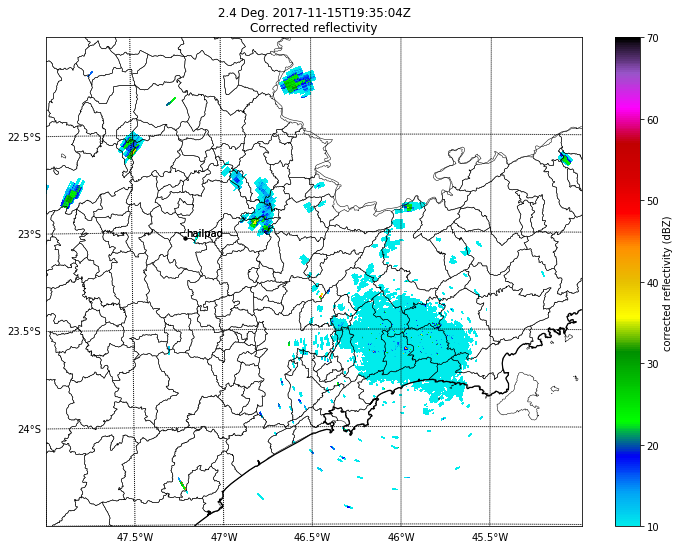 2.4 Deg. 2017-11-15T19:35:04Z
Corrected reflectivity
22.5°S
23°S
23.5°S
24°S
47.5°W
47°W
46.5°W
46°W
45.5°W
hailpad
70
60
50
40
30
20
10
corrected reflectivity (dBZ)